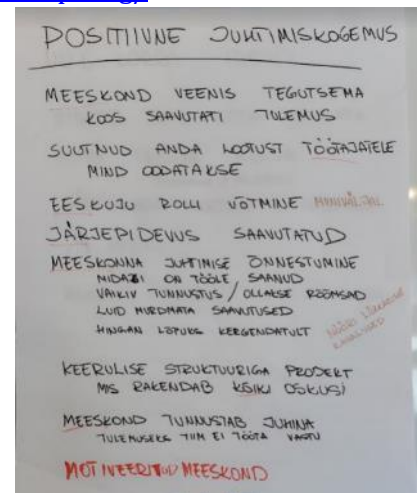 POSITIIVNE JUHTIMISKOGEMUS
MEESKOND VEENIS TEGUTSEMA
KOOS SAAVUTATI TULEMUS
SUUTNUD ANDA LOOTUST TÖÖTAJATELE
MIND OODATAKSE
EESKUJU ROLLI VÕTMINE
JÄRJEPIDEVUS SAAVUTATUD
MEESKONNA JUHTIMISE ÕNNESTUMINE
MIDAGI ON TÖÖLE SAANUD
VAIKIV TUNNUSTUS / OLLAKSE RÕÕMSAD
LUID MURDMATA SAAVUTUSED
HINGAN LÕPUKS KERGENDATULT
KEERULISE STRUKTUURIGA PROJEKT
MIS RAKENDAB KÕIKI OSKUSI
MEESKOND TUNNUSTAB JUHINA
TULEMUSEKS TIIM EI TÖÖTA VASTU
MOTIVEERITUD MEESKOND